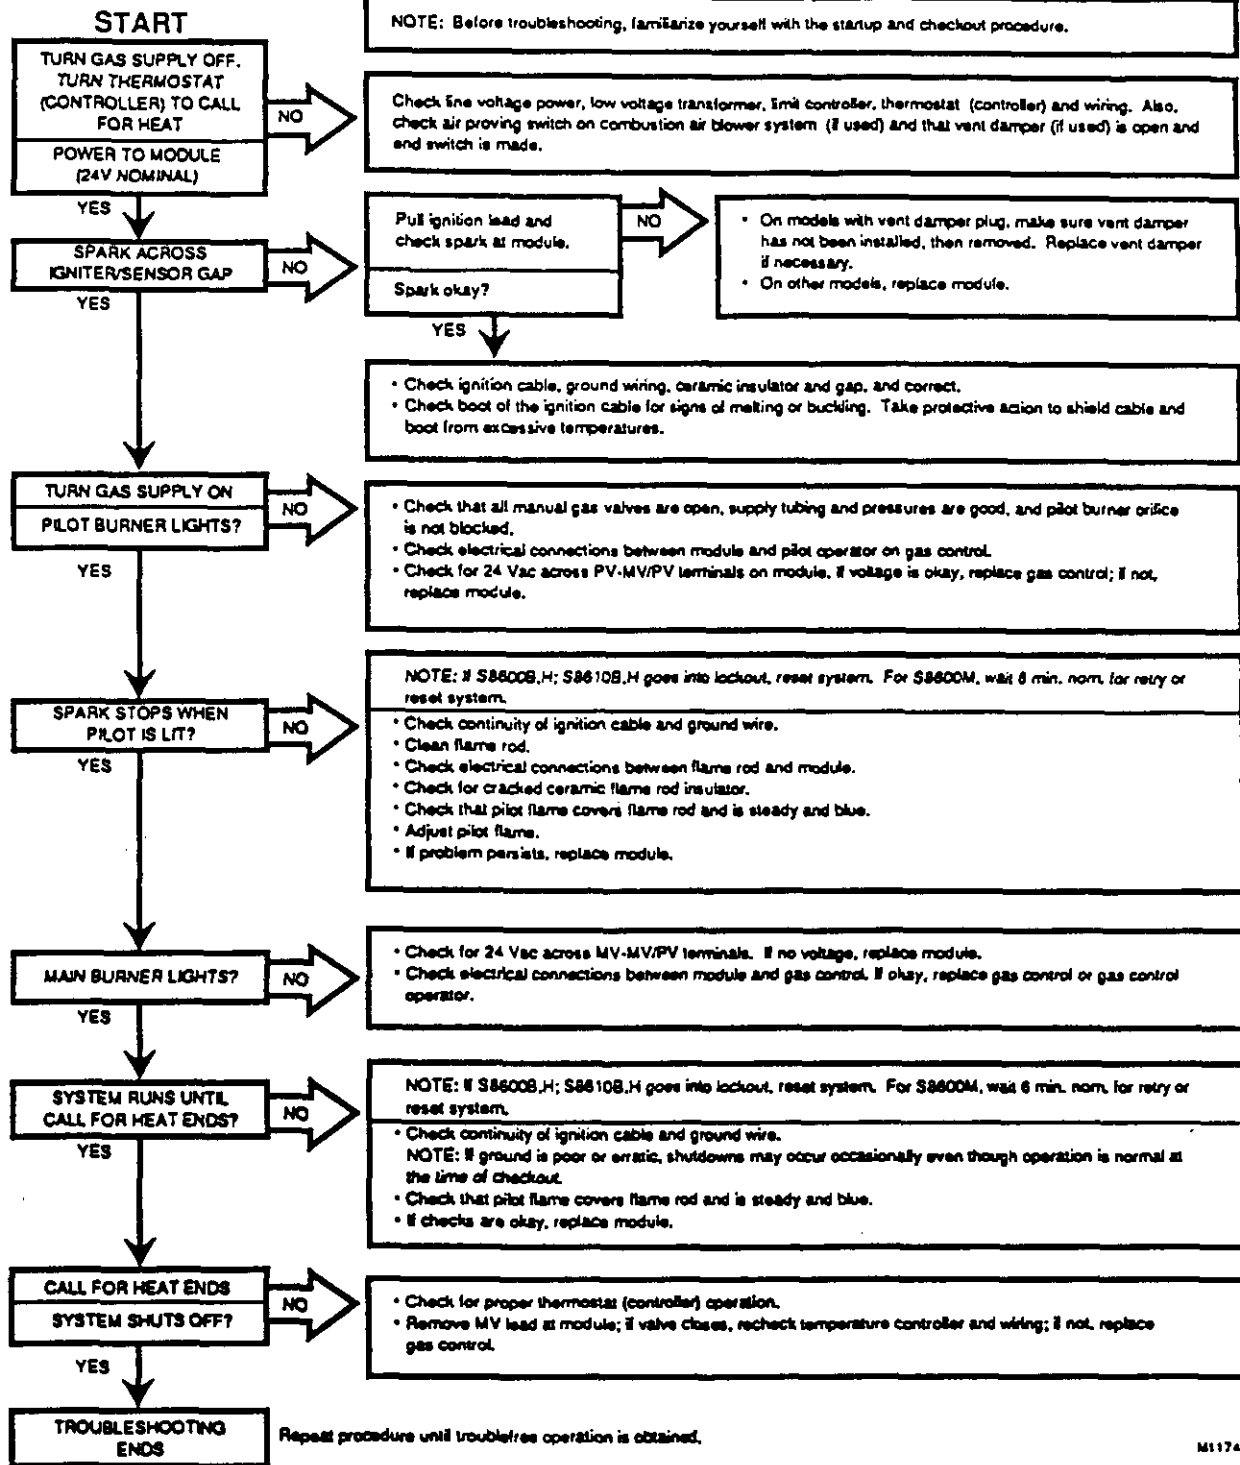 START
NOTE: Before troubleshooting, familiarize yourself with the startup and checkout procedure.
TURN GAS SUPPLY OFF.
TURN THERMOSTAT
(CONTROLLER) TO CALL
FOR HEAT
POWER TO MODULE
(24V NOMINAL)
NO
Check line voltage power, low voltage transformer, limit controller, thermostat (controller) and wiring. Also,
check air proving switch on combustion air blower system (if used) and that vent damper (if used) is open and
end switch is made.
YES
SPARK ACROSS
IGNITER/SENSOR GAP
NO
Pull ignition lead and
check spark at module.
Spark okay?
NO
• On models with vent damper plug, make sure vent damper
has not been installed, then removed. Replace vent damper
if necessary.
• On other models, replace module.
YES
YES
• Check ignition cable, ground wiring, ceramic insulator and gap, and correct.
• Check boot of the ignition cable for signs of melting or buckling. Take protective action to shield cable and
boot from excessive temperatures.
TURN GAS SUPPLY ON
PILOT BURNER LIGHTS?
NO
• Check that all manual gas valves are open, supply tubing and pressures are good, and pilot burner orifice
is not blocked.
• Check electrical connections between module and pilot operator on gas control.
• Check for 24 Vac across PV-MV/PV terminals on module, if voltage is okay, replace gas control; if not,
replace module.
YES
SPARK STOPS WHEN
PILOT IS LIT?
NO
NOTE: If S8600B,H; S8610B,H goes into lockout, reset system. For S8600M, wait 6 min. nom. for retry or
reset system.
• Check continuity of ignition cable and ground wire.
• Clean flame rod.
• Check electrical connections between flame rod and module.
• Check for cracked ceramic flame rod insulator.
• Check that pilot flame covers flame rod and is steady and blue.
• Adjust pilot flame.
• If problem persists, replace module.
YES
MAIN BURNER LIGHTS?
NO
• Check for 24 Vac across MV-MV/PV terminals. If no voltage, replace module.
• Check electrical connections between module and gas control. If okay, replace gas control or gas control
operator.
YES
SYSTEM RUNS UNTIL
CALL FOR HEAT ENDS?
NO
NOTE: If S8600B,H; S8610B,H goes into lockout, reset system. For S8600M, wait 6 min. nom. for retry or
reset system.
• Check continuity of ignition cable and ground wire.
NOTE: If ground is poor or erratic, shutdowns may occur occasionally even though operation is normal at
the time of checkout.
• Check that pilot flame covers flame rod and is steady and blue.
• If checks are okay, replace module.
YES
CALL FOR HEAT ENDS
SYSTEM SHUTS OFF?
NO
• Check for proper thermostat (controller) operation.
• Remove MV lead at module; if valve closes, recheck temperature controller and wiring; if not, replace
gas control.
YES
TROUBLESHOOTING
ENDS
Repeat procedure until troublefree operation is obtained.
M1174